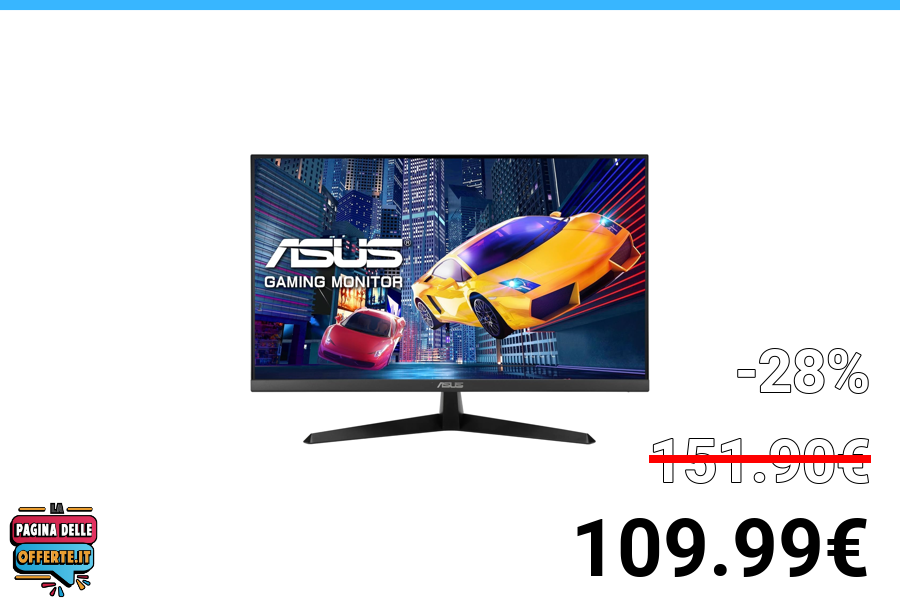 ASUS®
GAMING MONITOR
ASUS
-28%
151.90€
109.99€
LA
PAGINA DELLE
OFFERTE.IT